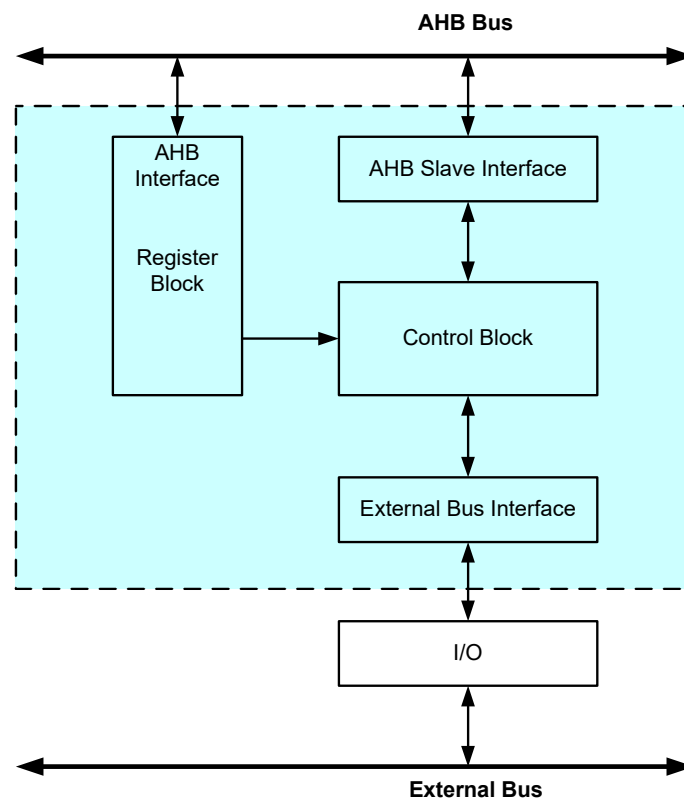 AHB Bus
AHB
Interface
Register
Block
AHB Slave Interface
Control Block
External Bus Interface
I/O
External Bus